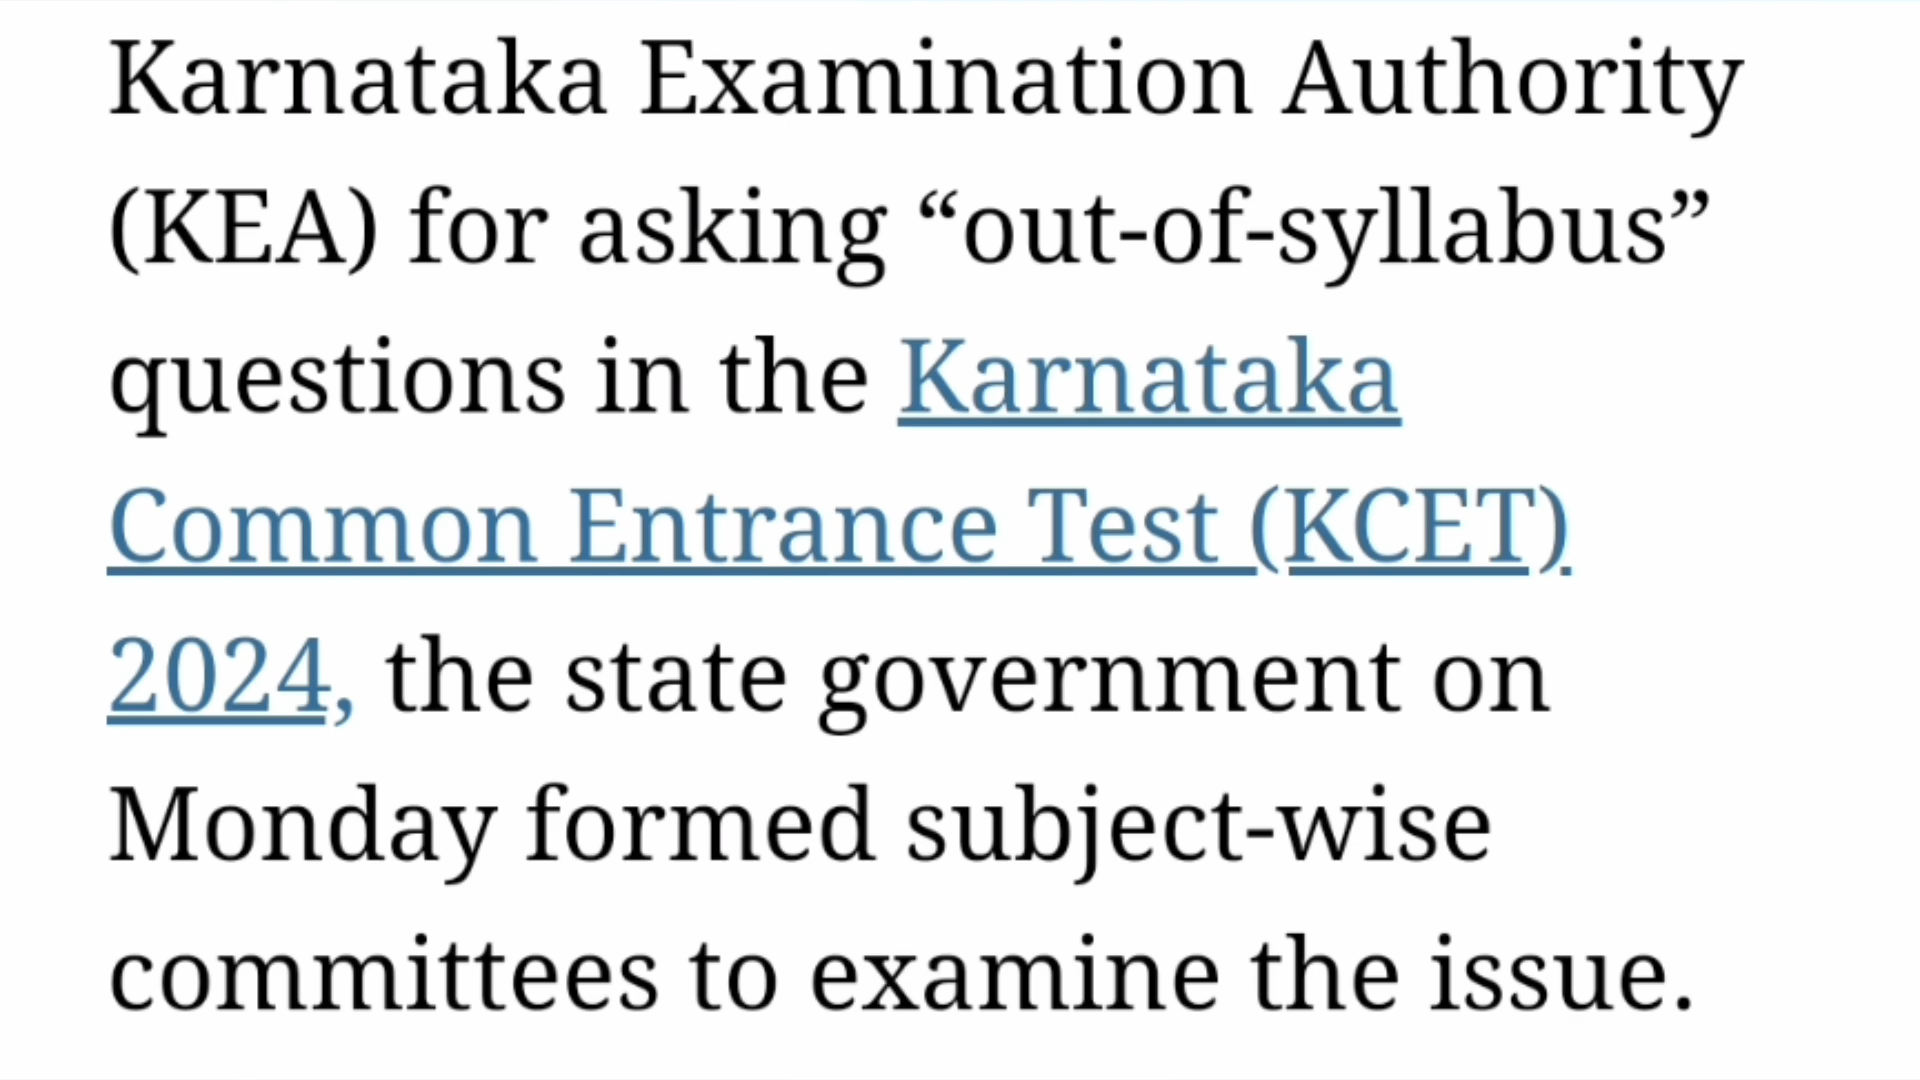 Karnataka Examination Authority
(KEA) for asking “out-of-syllabus”
questions in the Karnataka
Common Entrance Test (KCET)
2024, the state government on
Monday formed subject-wise
committees to examine the issue.